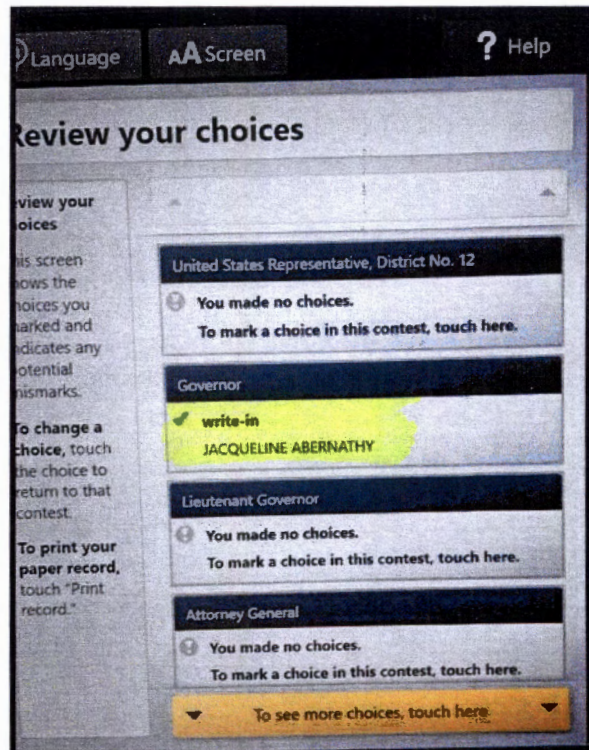 Language
AA Screen
? Help
Review your choices
eview your
oices
his screen
hows the
hoices you
arked and
dicates any
otential
ismarks.
To change a
choice, touch
the choice to
return to that
contest.
To print your
paper record,
touch "Print
record."
United States Representative, District No. 12
You made no choices.
To mark a choice in this contest, touch here.
Governor
write-in
JACQUELINE ABERNATHY
Lieutenant Governor
You made no choices.
To mark a choice in this contest, touch here.
Attorney General
You made no choices.
To mark a choice in this contest, touch here.
To see more choices, touch here